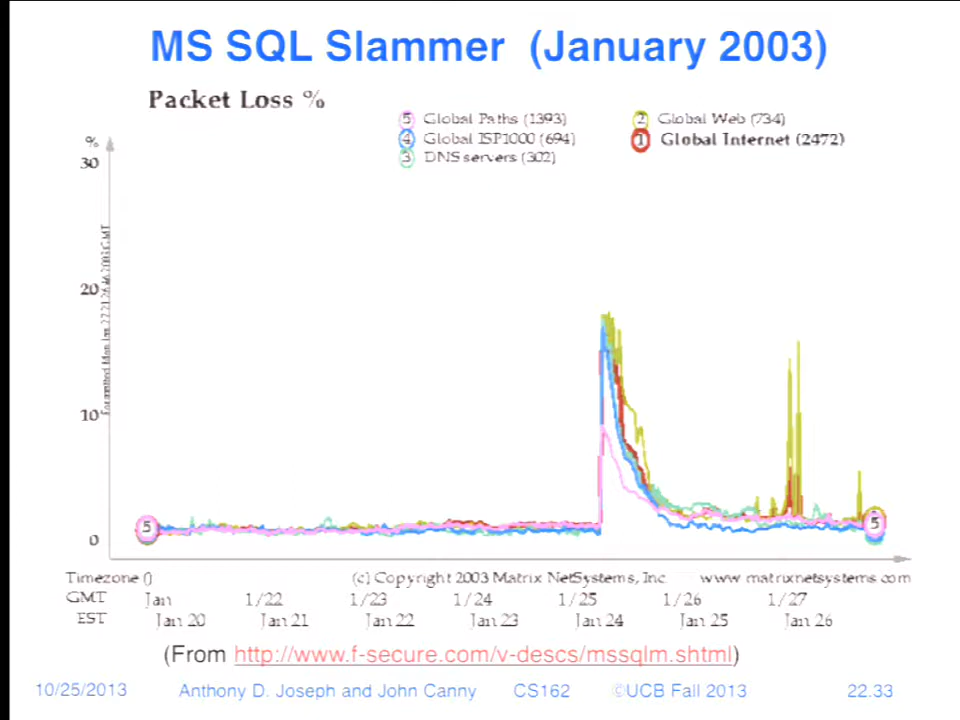 MS SQL Slammer (January 2003)
Packet Loss %
5 Global Paths (1393)
2 Global Web (734)
4 Global ISP1000 (694)
1 Global Internet (2472)
3 DNS servers (302)
%
30
20
10
0
5
5
Timezone ()
(c) Copyright 2003 Matrix NetSystems, Inc. www.matrixnetsystems.com
GMT Jan 1/22 1/23 1/24 1/25 1/26 1/27
EST Jan 20 Jan 21 Jan 22 Jan 23 Jan 24 Jan 25 Jan 26
(From http://www.f-secure.com/v-descs/mssqlm.shtml)
10/25/2013 Anthony D. Joseph and John Canny CS162 ©UCB Fall 2013 22.33